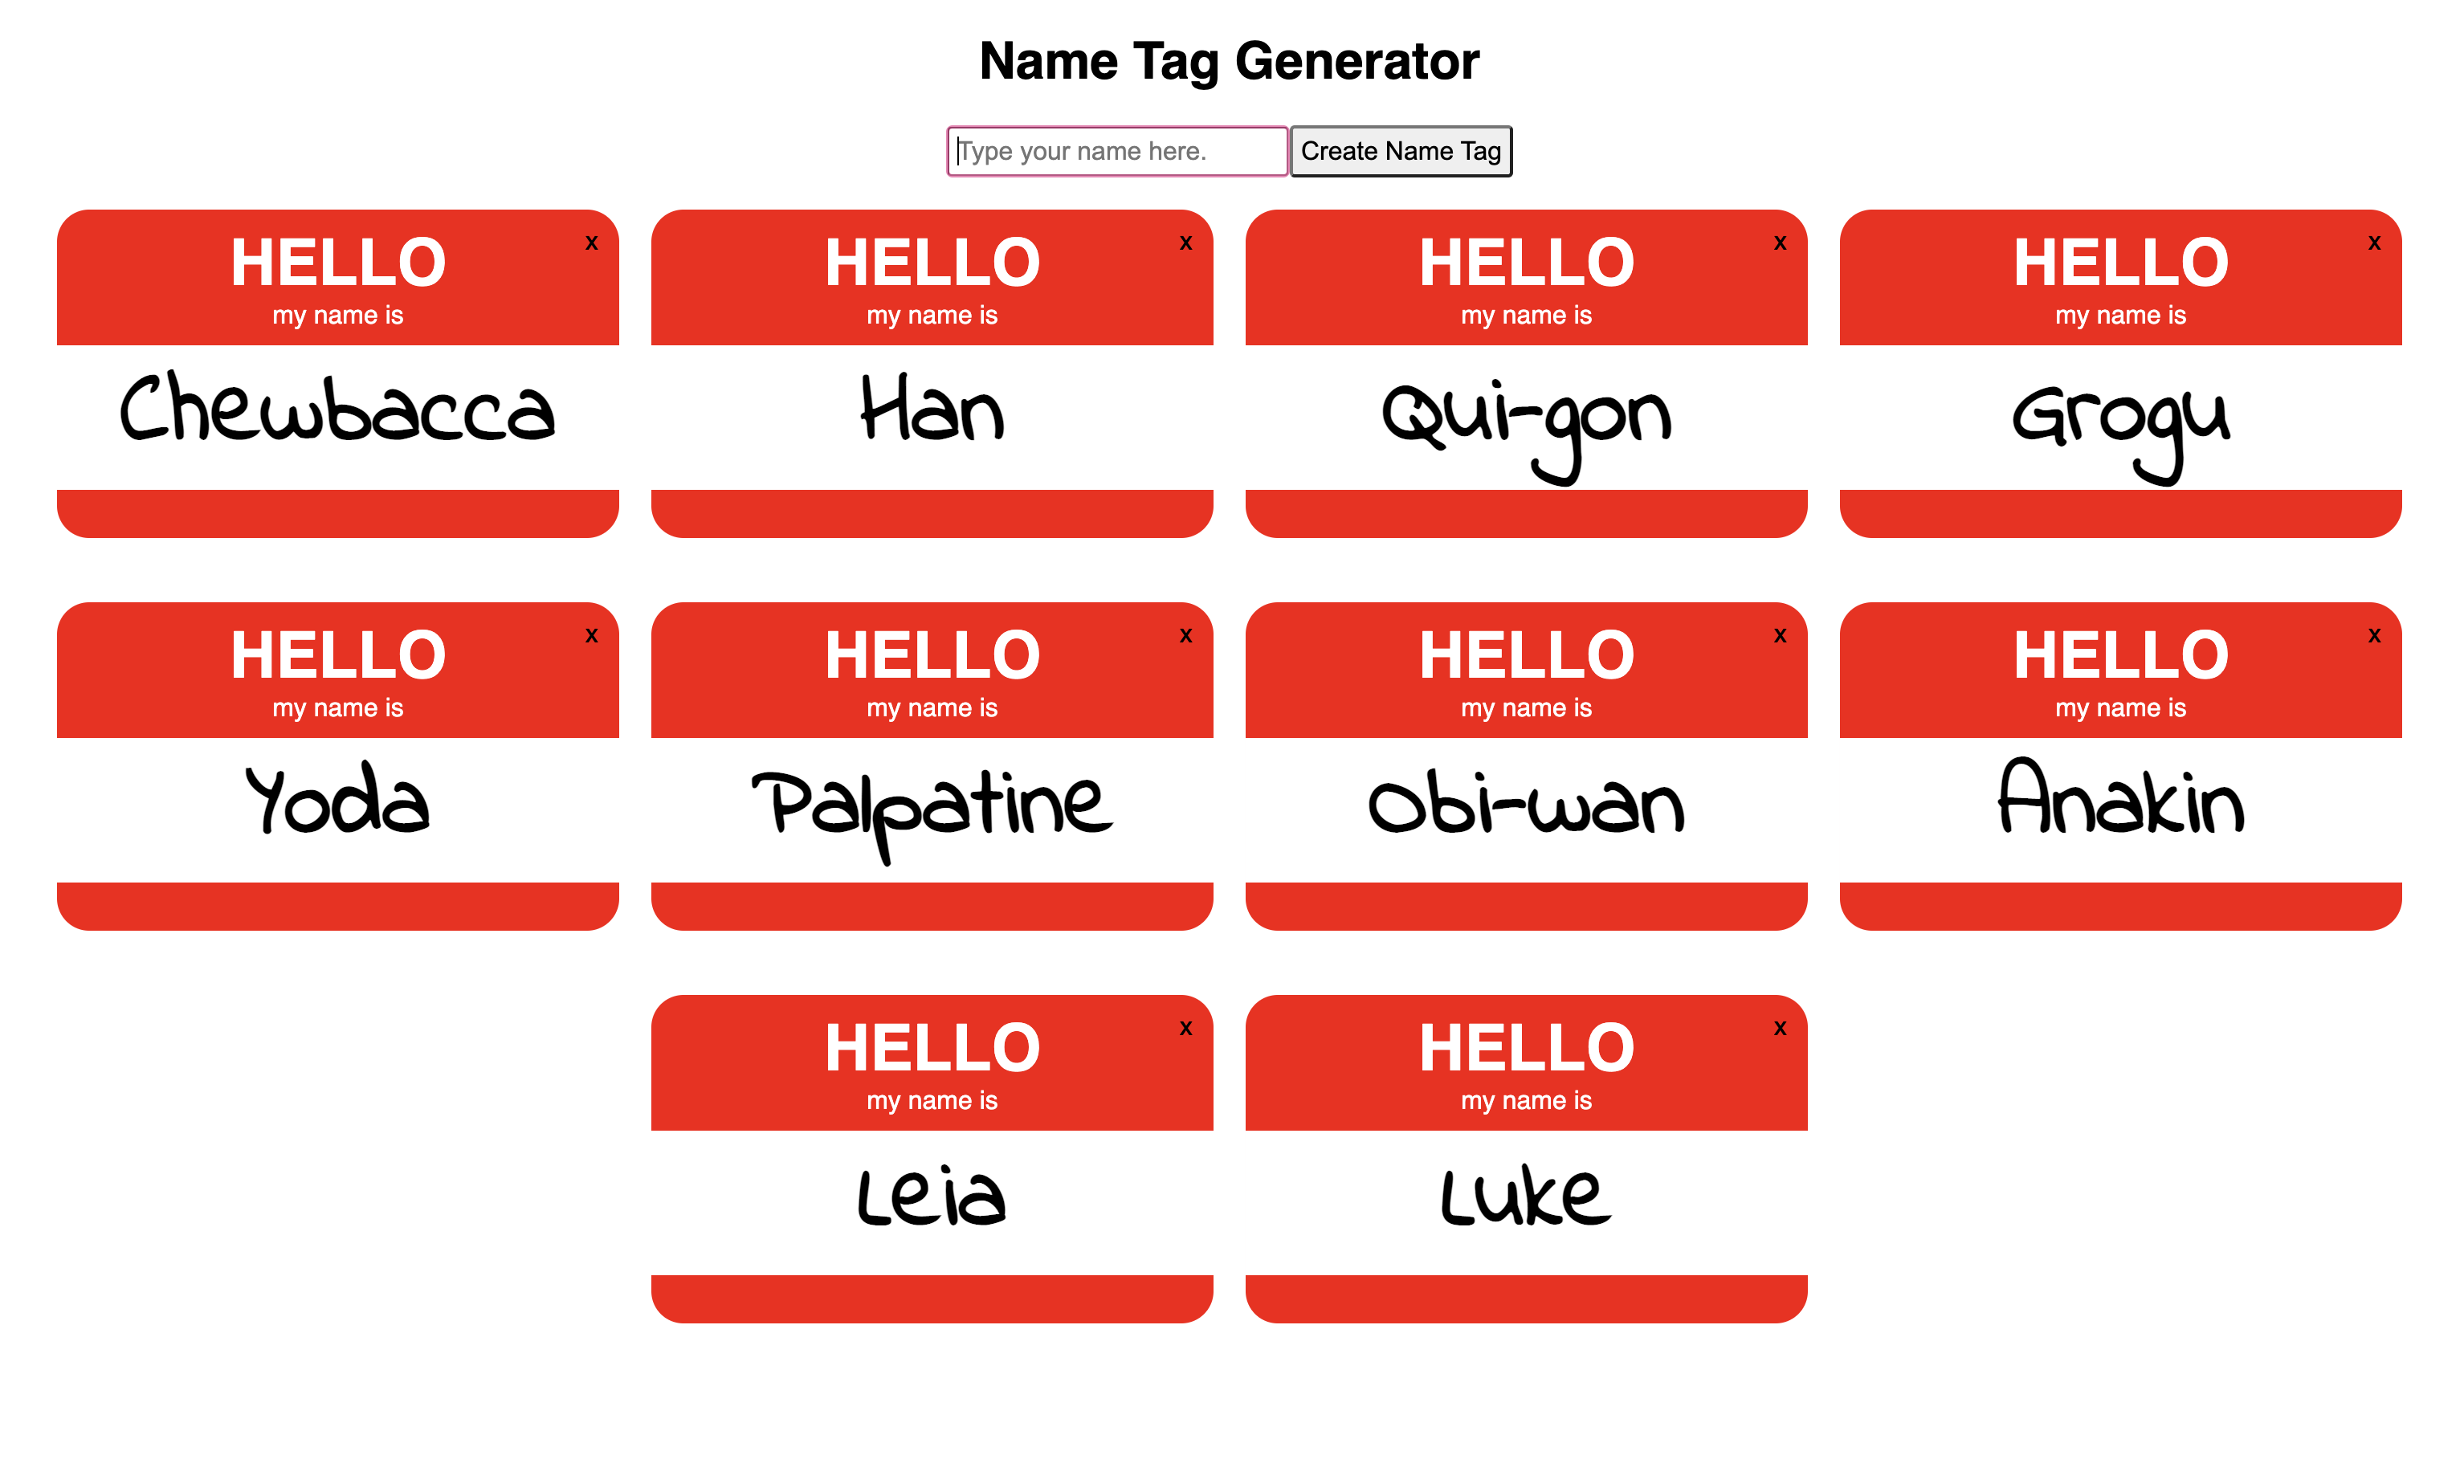 Name Tag Generator
Type your name here. Create Name Tag
HELLO x
my name is
Chewbacca
HELLO x
my name is
Han
HELLO x
my name is
Qui-gon
HELLO x
my name is
Grogu
HELLO x
my name is
Yoda
HELLO x
my name is
Palpatine
HELLO x
my name is
Obi-wan
HELLO x
my name is
Anakin
HELLO x
my name is
Leia
HELLO x
my name is
Luke